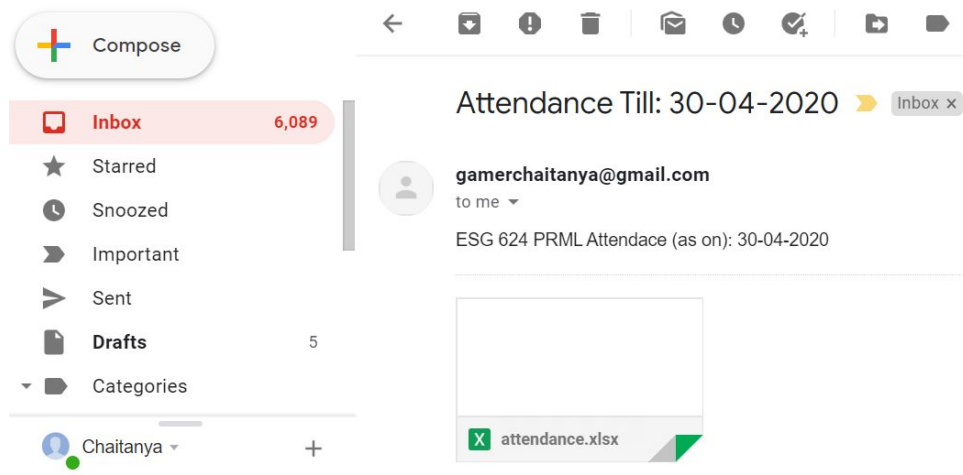 Compose
Inbox 6,089
Starred
Snoozed
Important
Sent
Drafts 5
Categories
Chaitanya
Attendance Till: 30-04-2020 Inbox x
gamerchaitanya@gmail.com
to me
ESG 624 PRML Attendace (as on): 30-04-2020
X attendance.xlsx